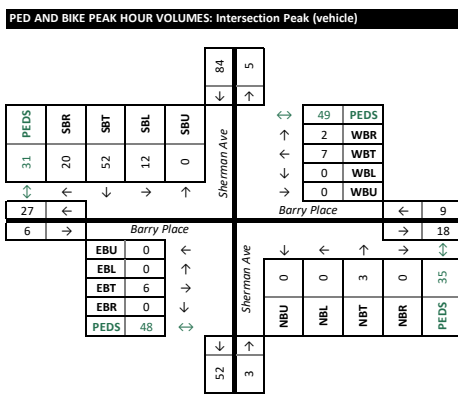 PED AND BIKE PEAK HOUR VOLUMES: Intersection Peak (vehicle)
84 5
↓ ↑
PEDS SBR SBT SBL SBU
31 20 52 12 0
↕ ← ↓ → ↑
Sherman Ave
↔ 49 PEDS
↑ 2 WBR
← 7 WBT
↓ 0 WBL
→ 0 WBU
27 ←
Barry Place
← 9
6 →
Barry Place
→ 18
EBU 0 ←
EBL 0 ↑
EBT 6 →
EBR 0 ↓
PEDS 48 ↔
Sherman Ave
↓ ← ↑ → ↕
0 0 3 0 35
NBU NBL NBT NBR PEDS
↓ ↑
52 3